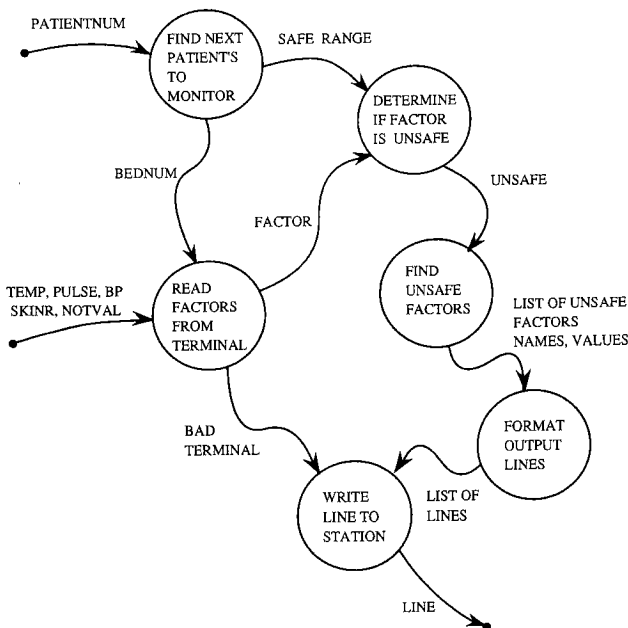 PATIENTNUM
FIND NEXT
PATIENT'S
TO
MONITOR
SAFE RANGE
DETERMINE
IF FACTOR
IS UNSAFE
BEDNUM
FACTOR
UNSAFE
TEMP, PULSE, BP
SKINR, NOTVAL
READ
FACTORS
FROM
TERMINAL
FIND
UNSAFE
FACTORS
LIST OF UNSAFE
FACTORS
NAMES, VALUES
BAD
TERMINAL
FORMAT
OUTPUT
LINES
WRITE
LINE TO
STATION
LIST OF
LINES
LINE